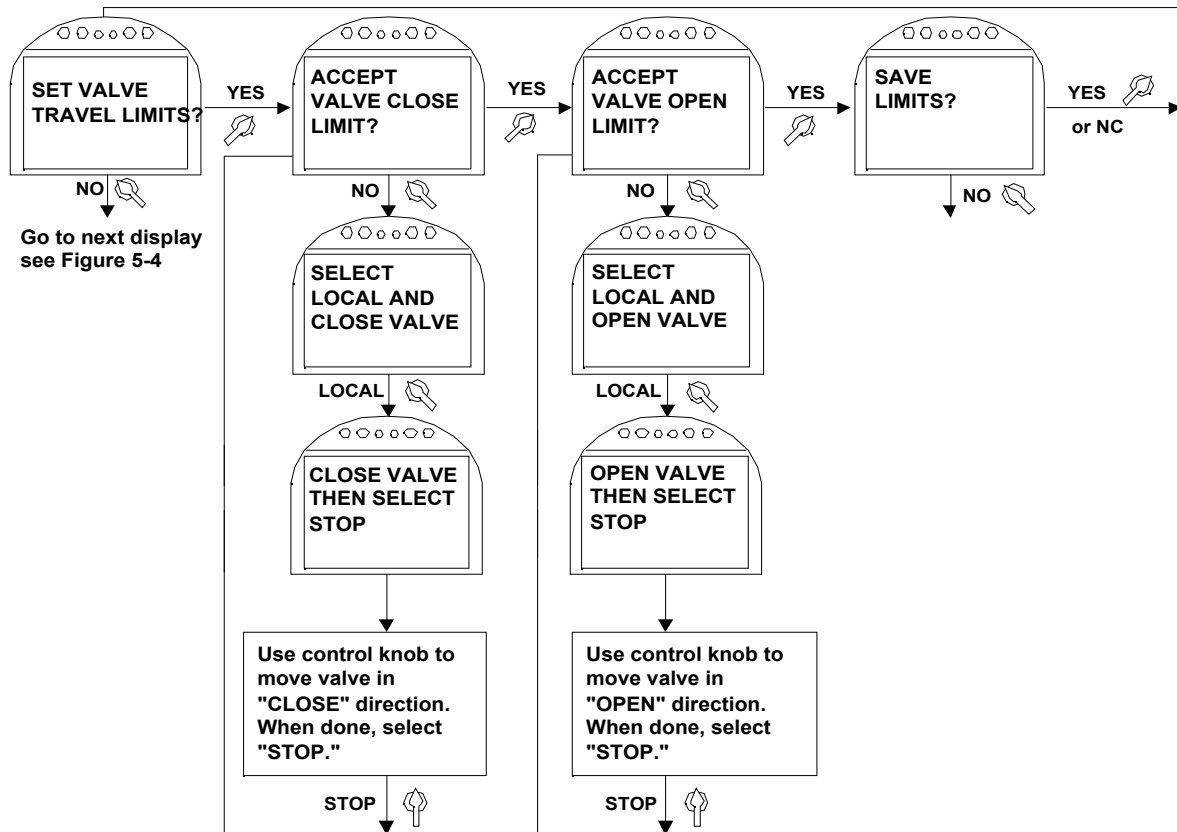 SET VALVE
TRAVEL LIMITS?
YES
ACCEPT
VALVE CLOSE
LIMIT?
YES
ACCEPT
VALVE OPEN
LIMIT?
YES
SAVE
LIMITS?
YES
or NC
NO
Go to next display
see Figure 5-4
NO
NO
NO
SELECT
LOCAL AND
CLOSE VALVE
SELECT
LOCAL AND
OPEN VALVE
LOCAL
LOCAL
CLOSE VALVE
THEN SELECT
STOP
OPEN VALVE
THEN SELECT
STOP
Use control knob to
move valve in
"CLOSE" direction.
When done, select
"STOP."
Use control knob to
move valve in
"OPEN" direction.
When done, select
"STOP."
STOP
STOP